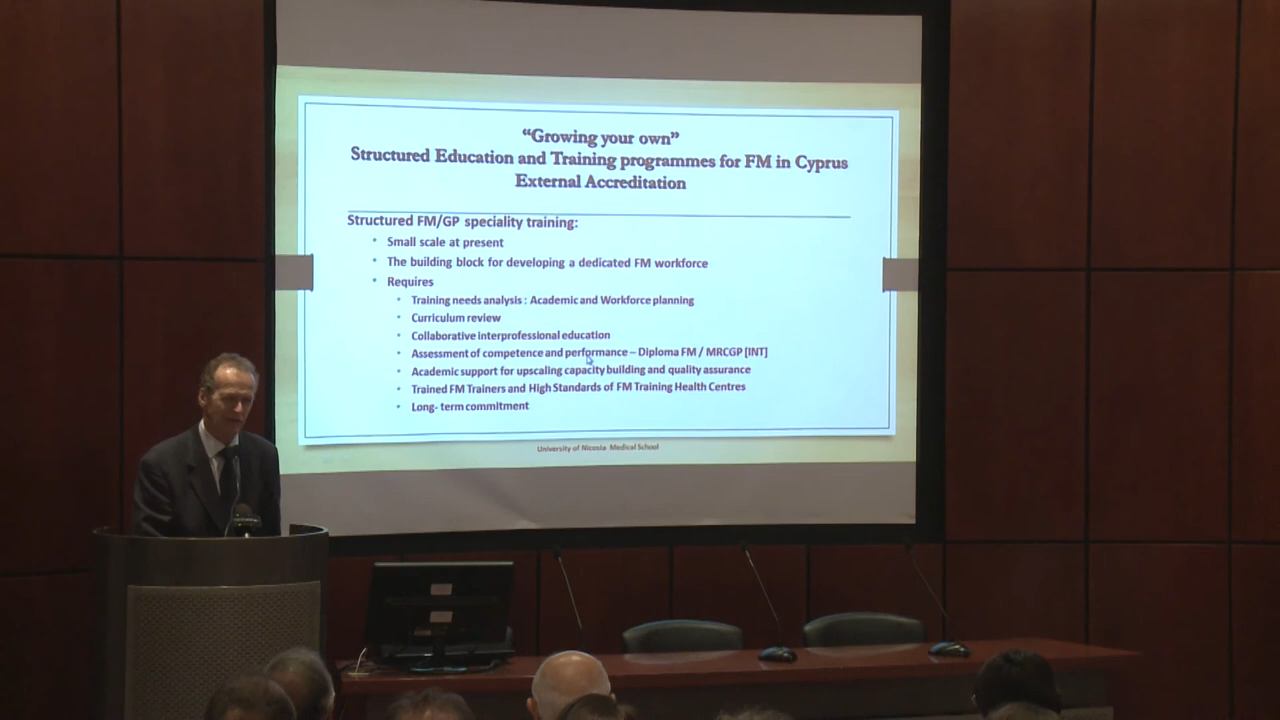 “Growing your own”
Structured Education and Training programmes for FM in Cyprus
External Accreditation
Structured FM/GP speciality training:
• Small scale at present
• The building block for developing a dedicated FM workforce
• Requires
• Training needs analysis : Academic and Workforce planning
• Curriculum review
• Collaborative interprofessional education
• Assessment of competence and performance – Diploma FM / MRCGP [INT]
• Academic support for upscaling capacity building and quality assurance
• Trained FM Trainers and High Standards of FM Training Health Centres
• Long- term commitment
University of Nicosia Medical School